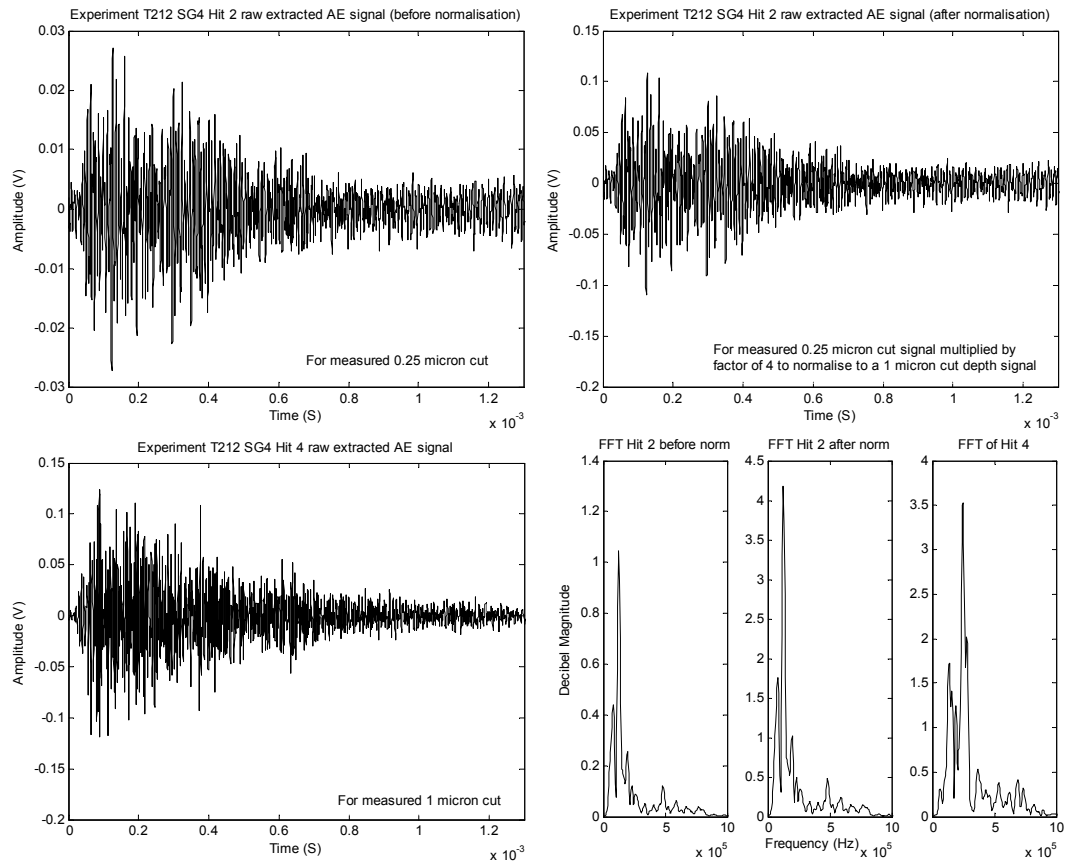 Experiment T212 SG4 Hit 2 raw extracted AE signal (before normalisation)
0.03
0.02
0.01
0
-0.01
-0.02
-0.03
Amplitude (V)
For measured 0.25 micron cut
0 0.2 0.4 0.6 0.8 1 1.2
Time (S)
x 10⁻³
Experiment T212 SG4 Hit 2 raw extracted AE signal (after normalisation)
0.15
0.1
0.05
0
-0.05
-0.1
-0.15
-0.2
Amplitude (V)
For measured 0.25 micron cut signal multiplied by
factor of 4 to normalise to a 1 micron cut depth signal
0 0.2 0.4 0.6 0.8 1 1.2
Time (S)
x 10⁻³
Experiment T212 SG4 Hit 4 raw extracted AE signal
0.15
0.1
0.05
0
-0.05
-0.1
-0.15
-0.2
Amplitude (V)
For measured 1 micron cut
0 0.2 0.4 0.6 0.8 1 1.2
Time (S)
x 10⁻³
FFT Hit 2 before norm
1.4
1.2
1
0.8
0.6
0.4
0.2
0
Decibel Magnitude
0 5 10
x 10⁵
FFT Hit 2 after norm
4.5
4
3.5
3
2.5
2
1.5
1
0.5
0
0 5 10
Frequency (Hz)
x 10⁵
FFT of Hit 4
4
3.5
3
2.5
2
1.5
1
0.5
0
0 5 10
x 10⁵